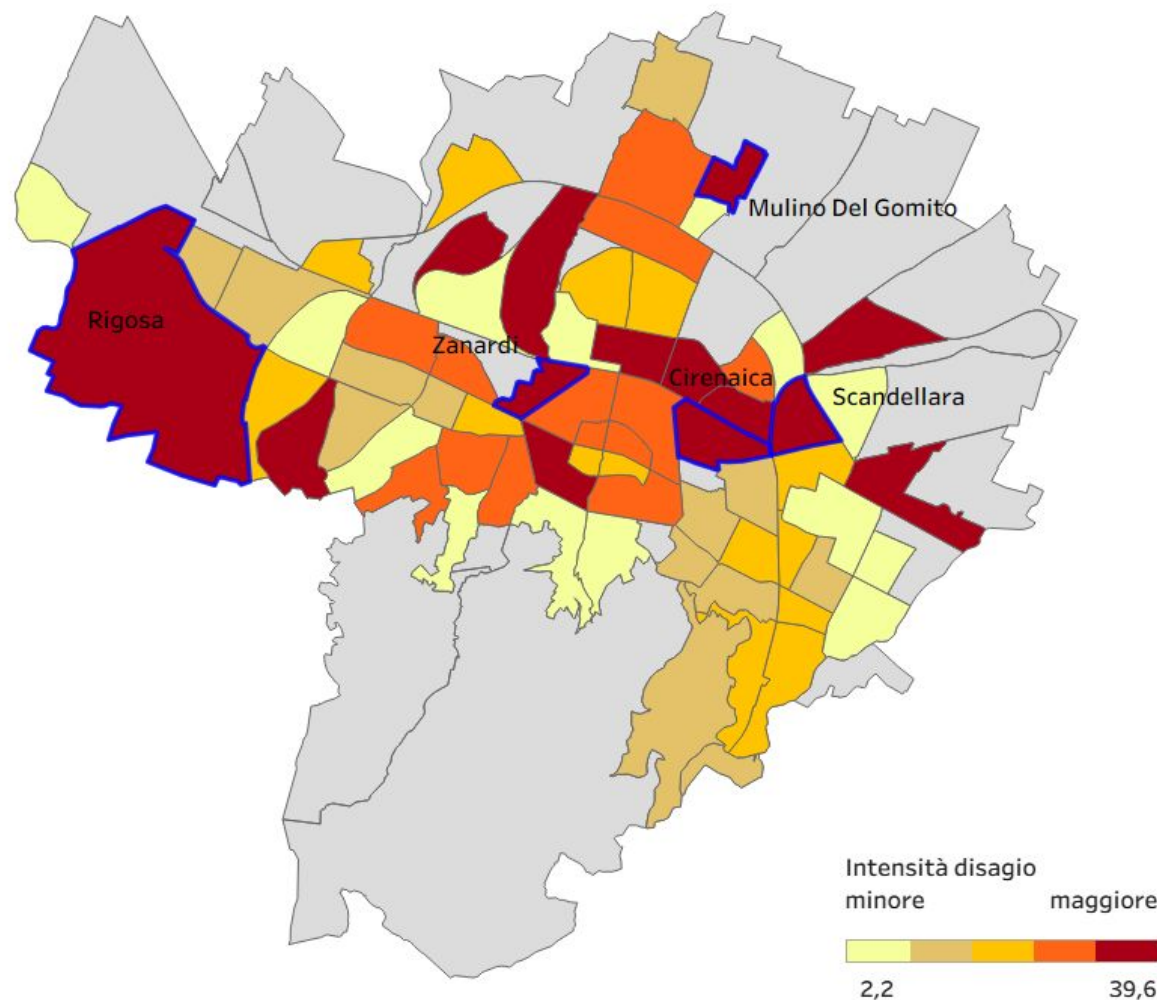 Mulino Del Gomito
Rigosa
Zanardi
Cirenaica
Scandellara
Intensità disagio
minore maggiore
2,2 39,6